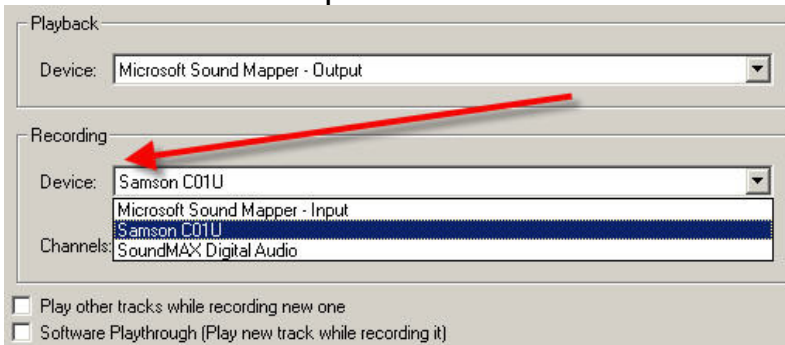 Playback
Device: Microsoft Sound Mapper - Output
Recording
Device: Samson C01U
Microsoft Sound Mapper - Input
Samson C01U
Channels: SoundMAX Digital Audio
Play other tracks while recording new one
Software Playthrough (Play new track while recording it)